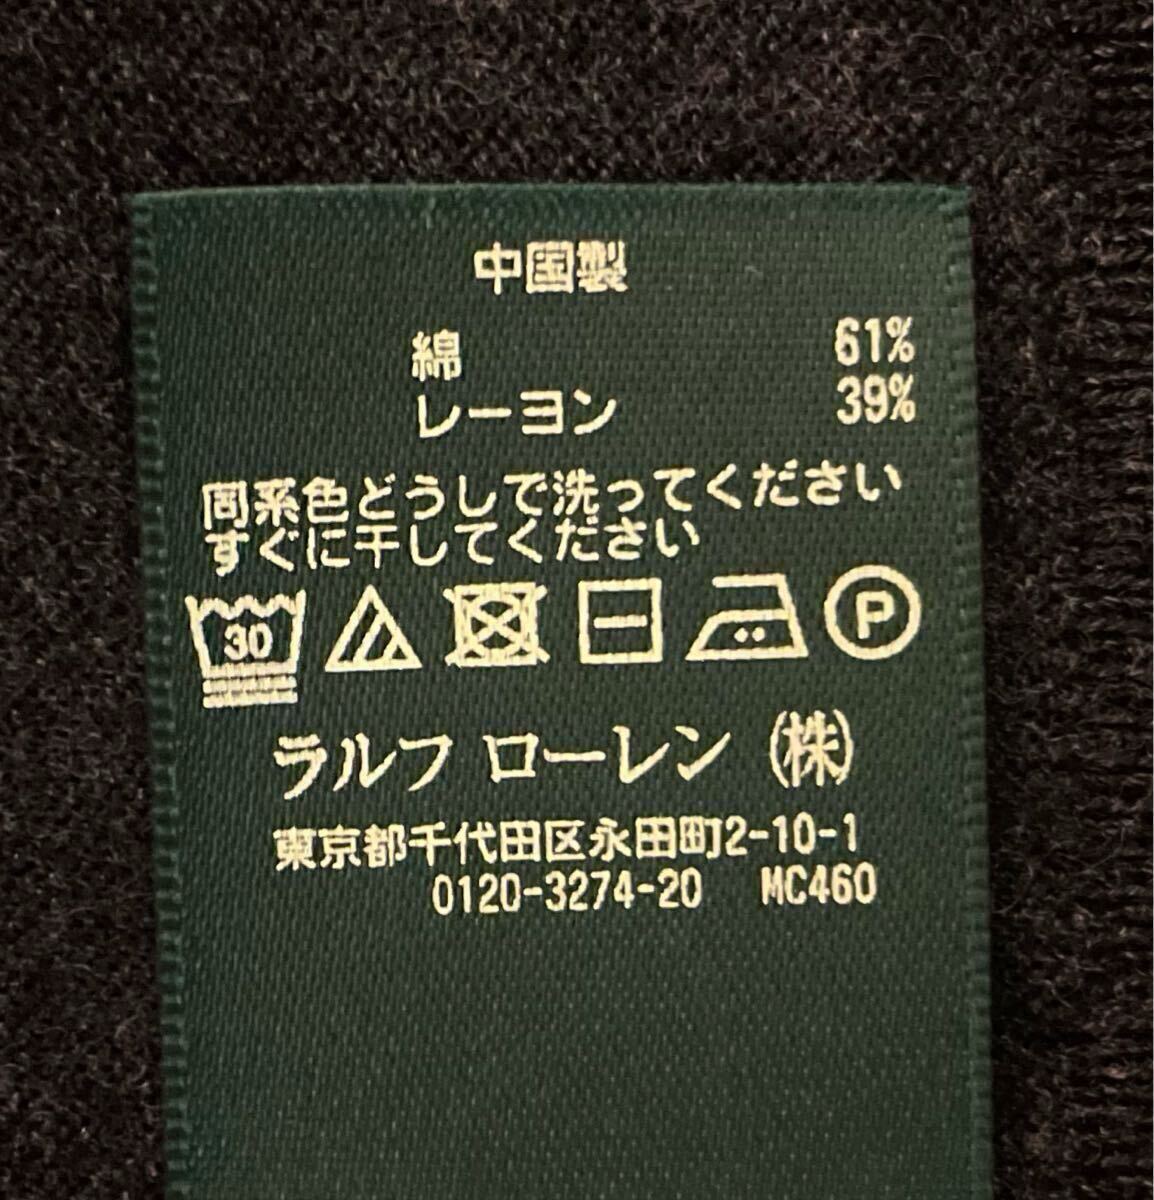 中国製
綿 61%
レーヨン 39%
同系色どうしで洗ってください
すぐに干してください
30 P
ラルフ ローレン (株)
東京都千代田区永田町2-10-1
0120-3274-20 MC460